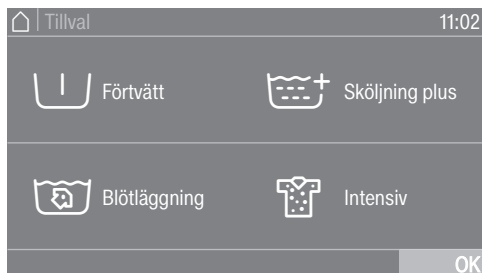 Tillval 11:02
Förtvätt Sköljning plus
Blötläggning Intensiv
OK